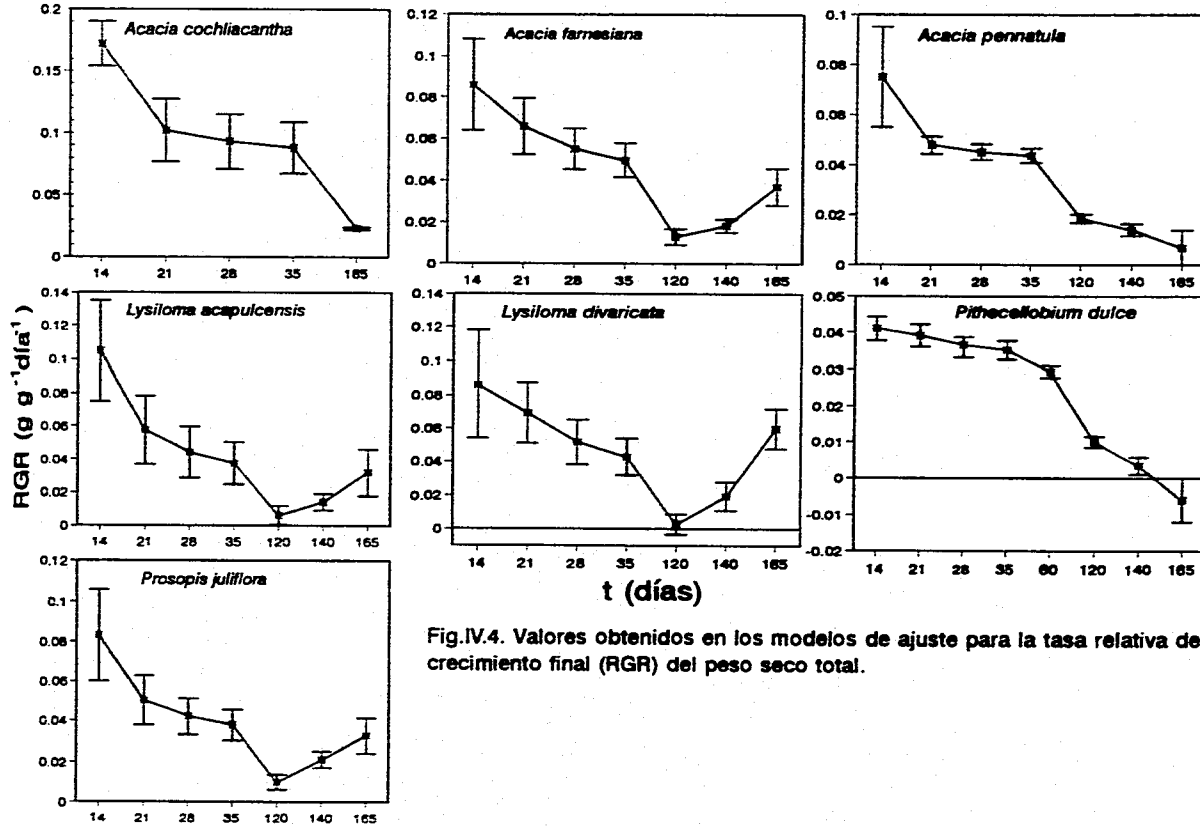 Acacia cochliacantha
0.2
0.15
0.1
0.05
0
14 21 28 35 165
Acacia farnesiana
0.12
0.1
0.08
0.06
0.04
0.02
0
14 21 28 35 120 140 165
Acacia pennatula
0.1
0.08
0.06
0.04
0.02
0
14 21 28 35 120 140 165
RGR (g g⁻¹día⁻¹)
Lysiloma acapulcensis
0.14
0.12
0.1
0.08
0.06
0.04
0.02
0
14 21 28 35 120 140 165
Lysiloma divaricata
0.14
0.12
0.1
0.08
0.06
0.04
0.02
0
14 21 28 35 120 140 165
t (días)
Pithecellobium dulce
0.05
0.04
0.03
0.02
0.01
0
-0.01
-0.02
14 21 28 35 60 120 140 165
Prosopis juliflora
0.12
0.1
0.08
0.06
0.04
0.02
0
14 21 28 35 120 140 165
Fig.IV.4. Valores obtenidos en los modelos de ajuste para la tasa relativa de
crecimiento final (RGR) del peso seco total.